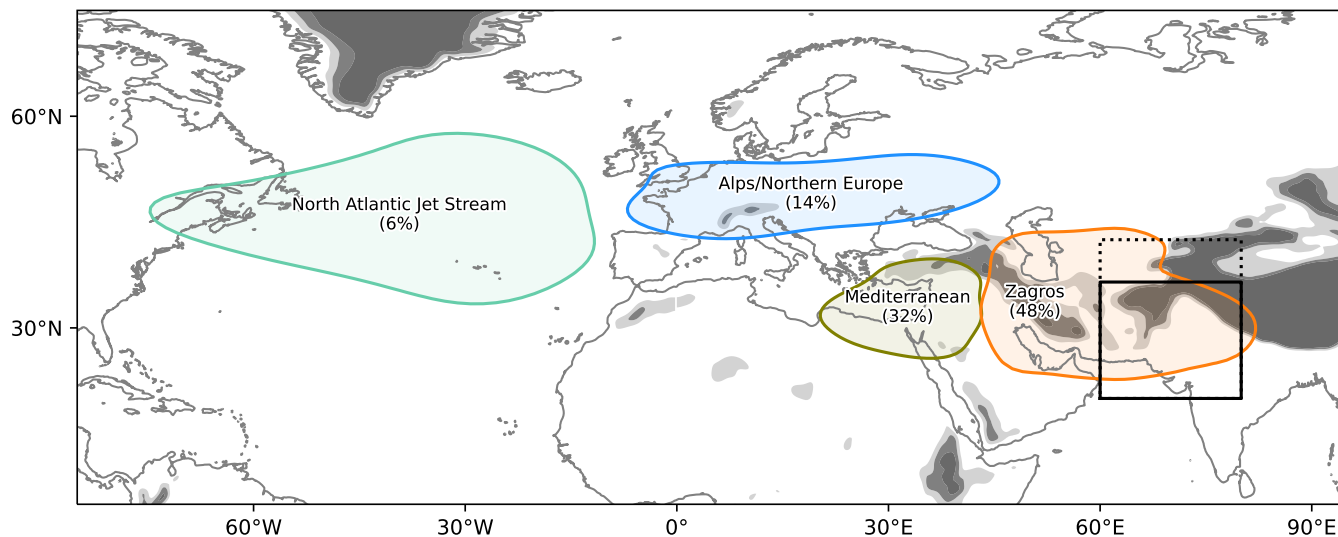 60°N
30°N
North Atlantic Jet Stream
(6%)
Alps/Northern Europe
(14%)
Mediterranean
(32%)
Zagros
(48%)
60°W
30°W
0°
30°E
60°E
90°E